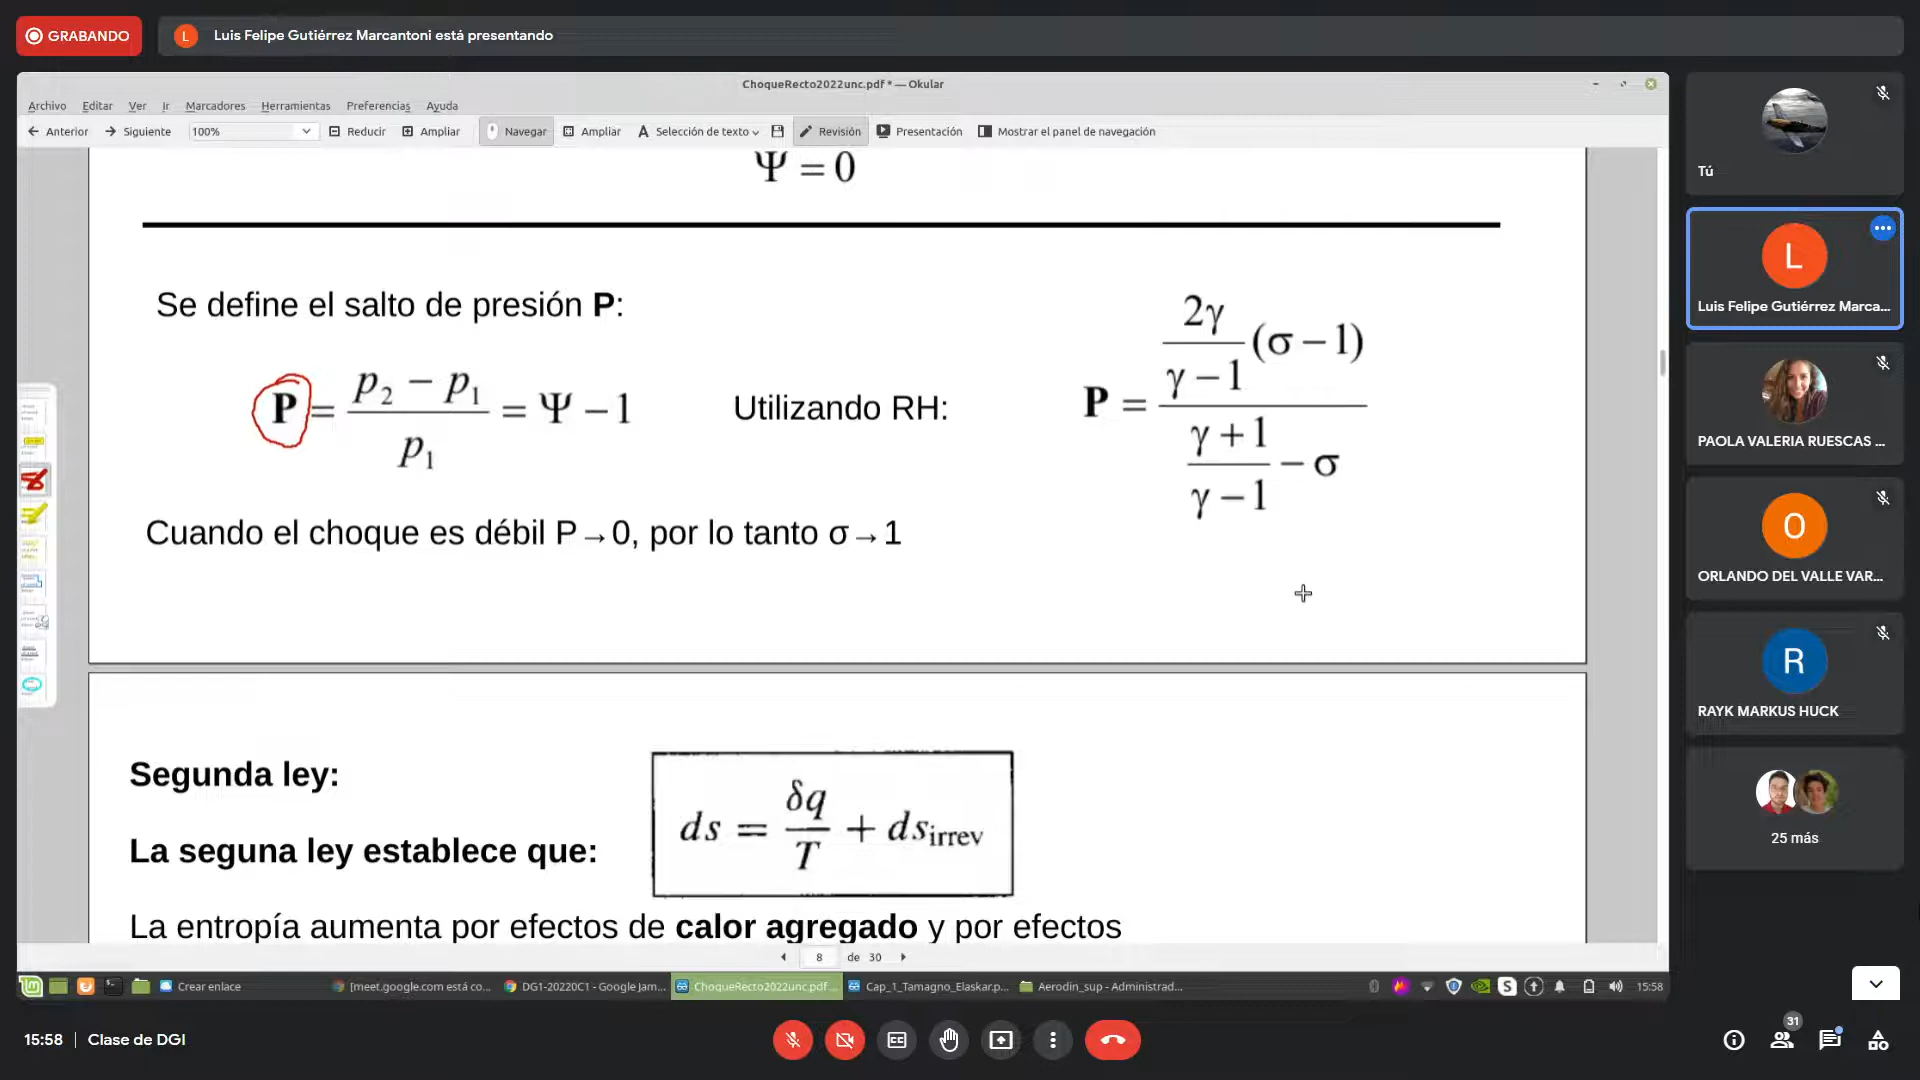 GRABANDO
L
Luis Felipe Gutiérrez Marcantoni está presentando
ChoqueRecto2022unc.pdf * — Okular
Archivo Editar Ver Ir Marcadores Herramientas Preferencias Ayuda
Anterior Siguiente 100% Reducir Ampliar Navegar Ampliar A Selección de texto Revisión Presentación Mostrar el panel de navegación
Ψ = 0
Se define el salto de presión P:
P = (p₂ − p₁) / p₁ = Ψ − 1
Utilizando RH:
P = (2γ/(γ − 1) (σ − 1)) / ((γ + 1)/(γ − 1) − σ)
Cuando el choque es débil P→0, por lo tanto σ→1
Segunda ley:
La seguna ley establece que:
ds = δq/T + ds_irrev
La entropía aumenta por efectos de calor agregado y por efectos
8 de 30
Crear enlace
[meet.google.com está co...
DG1-20220C1 - Google Jam...
ChoqueRecto2022unc.pdf...
Cap_1_Tamagno_Elaskar.p...
Aerodin_sup - Administrad...
S
15:58
Tú
L
Luis Felipe Gutiérrez Marca...
PAOLA VALERIA RUESCAS ...
O
ORLANDO DEL VALLE VAR...
R
RAYK MARKUS HUCK
25 más
15:58 | Clase de DGI
31